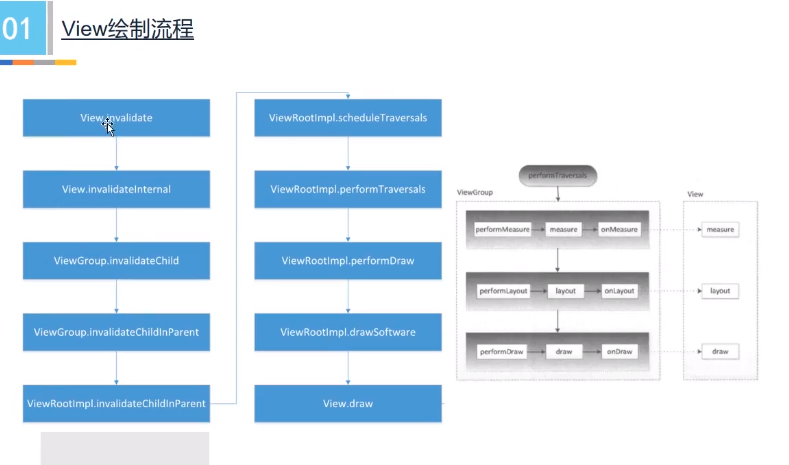 01
View绘制流程
View.invalidate
View.invalidateInternal
ViewGroup.invalidateChild
ViewGroup.invalidateChildInParent
ViewRootImpl.invalidateChildInParent
ViewRootImpl.scheduleTraversals
ViewRootImpl.performTraversals
ViewRootImpl.performDraw
ViewRootImpl.drawSoftware
View.draw
performTraversals
ViewGroup
View
performMeasure
measure
onMeasure
measure
performLayout
layout
onLayout
layout
performDraw
draw
onDraw
draw